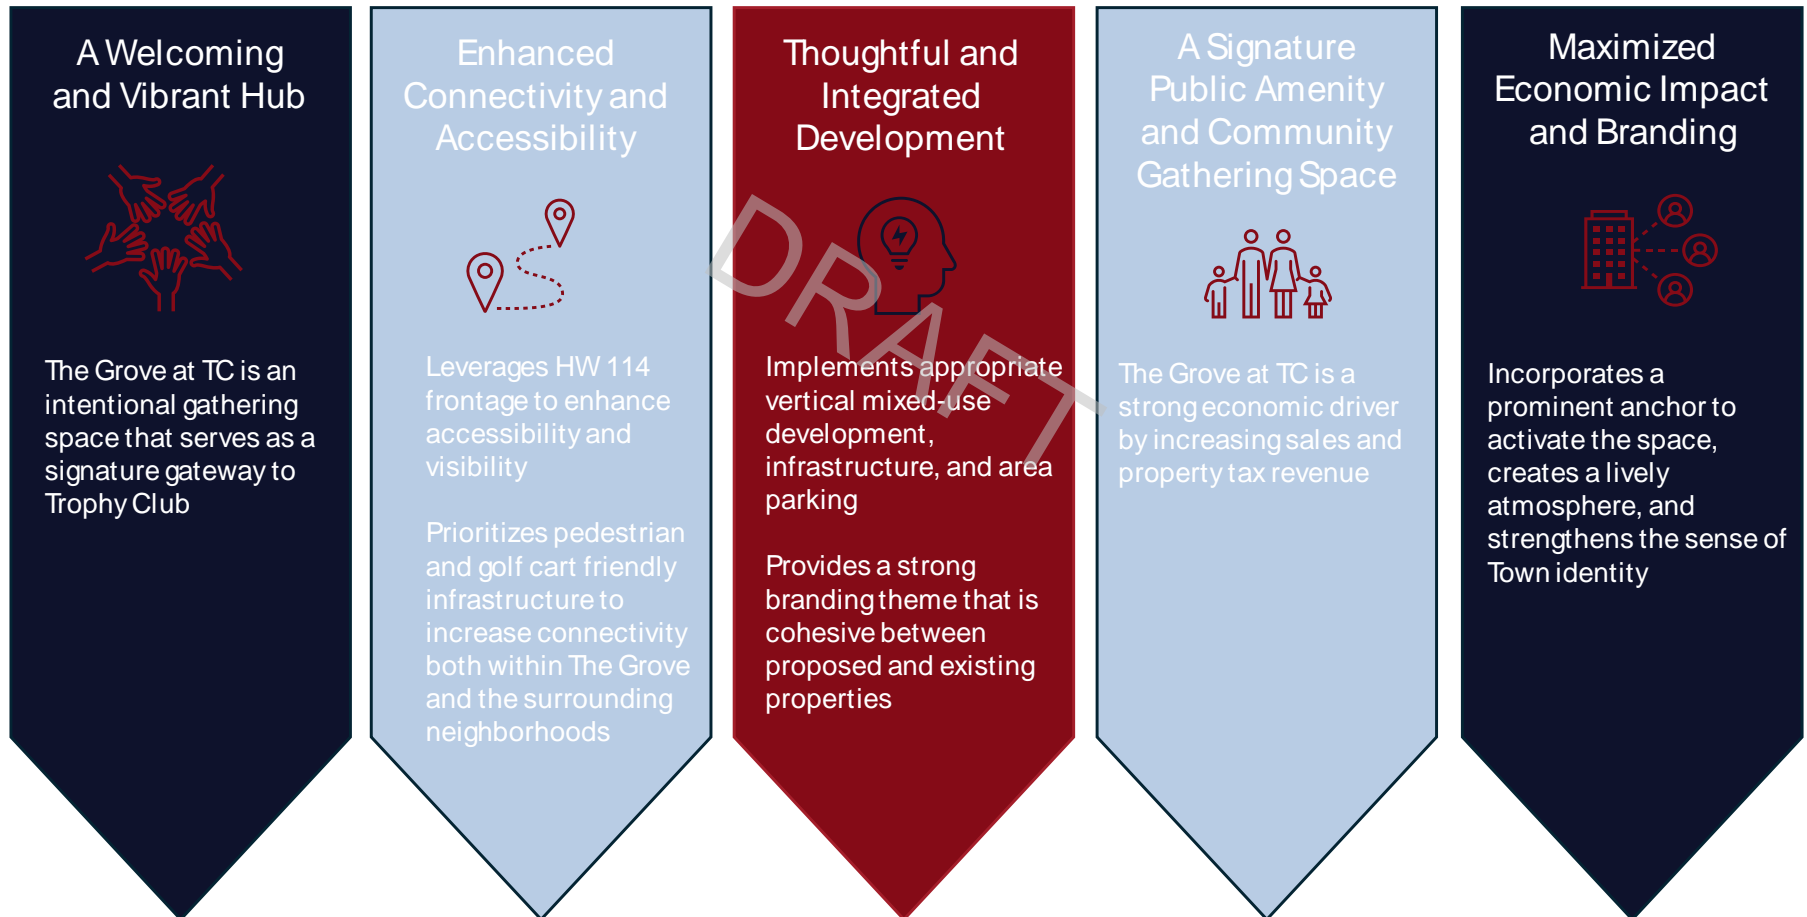 A Welcoming
and Vibrant Hub
The Grove at TC is an
intentional gathering
space that serves as a
signature gateway to
Trophy Club
Enhanced
Connectivity and
Accessibility
Leverages HW 114
frontage to enhance
accessibility and
visibility
Prioritizes pedestrian
and golf cart friendly
infrastructure to
increase connectivity
both within The Grove
and the surrounding
neighborhoods
Thoughtful and
Integrated
Development
Implements appropriate
vertical mixed-use
development,
infrastructure, and area
parking
Provides a strong
branding theme that is
cohesive between
proposed and existing
properties
A Signature
Public Amenity
and Community
Gathering Space
The Grove at TC is a
strong economic driver
by increasing sales and
property tax revenue
Maximized
Economic Impact
and Branding
Incorporates a
prominent anchor to
activate the space,
creates a lively
atmosphere, and
strengthens the sense of
Town identity
DRAFT